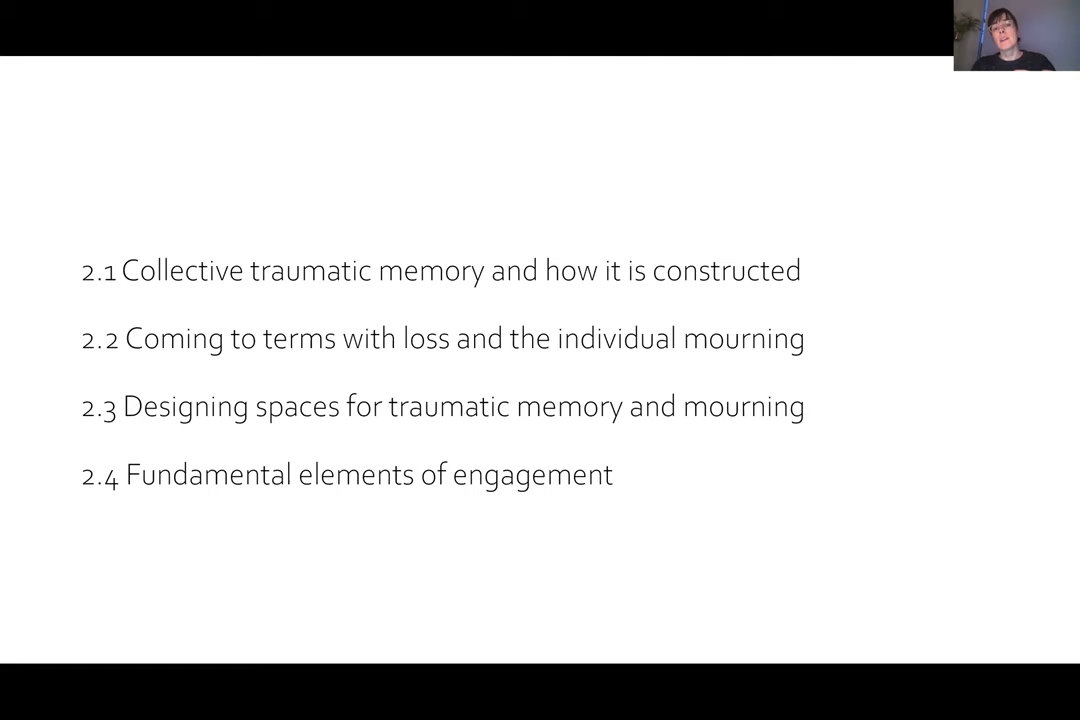 2.1 Collective traumatic memory and how it is constructed
2.2 Coming to terms with loss and the individual mourning
2.3 Designing spaces for traumatic memory and mourning
2.4 Fundamental elements of engagement